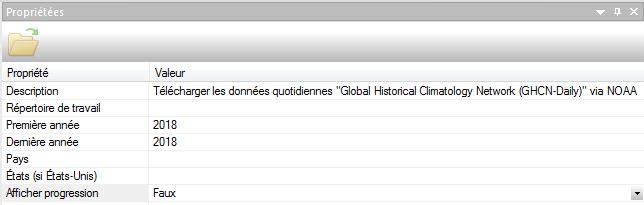 Propriétées
Propriété Valeur
Description Télécharger les données quotidiennes "Global Historical Climatology Network (GHCN-Daily)" via NOAA
Répertoire de travail
Première année 2018
Dernière année 2018
Pays
États (si États-Unis)
Afficher progression Faux